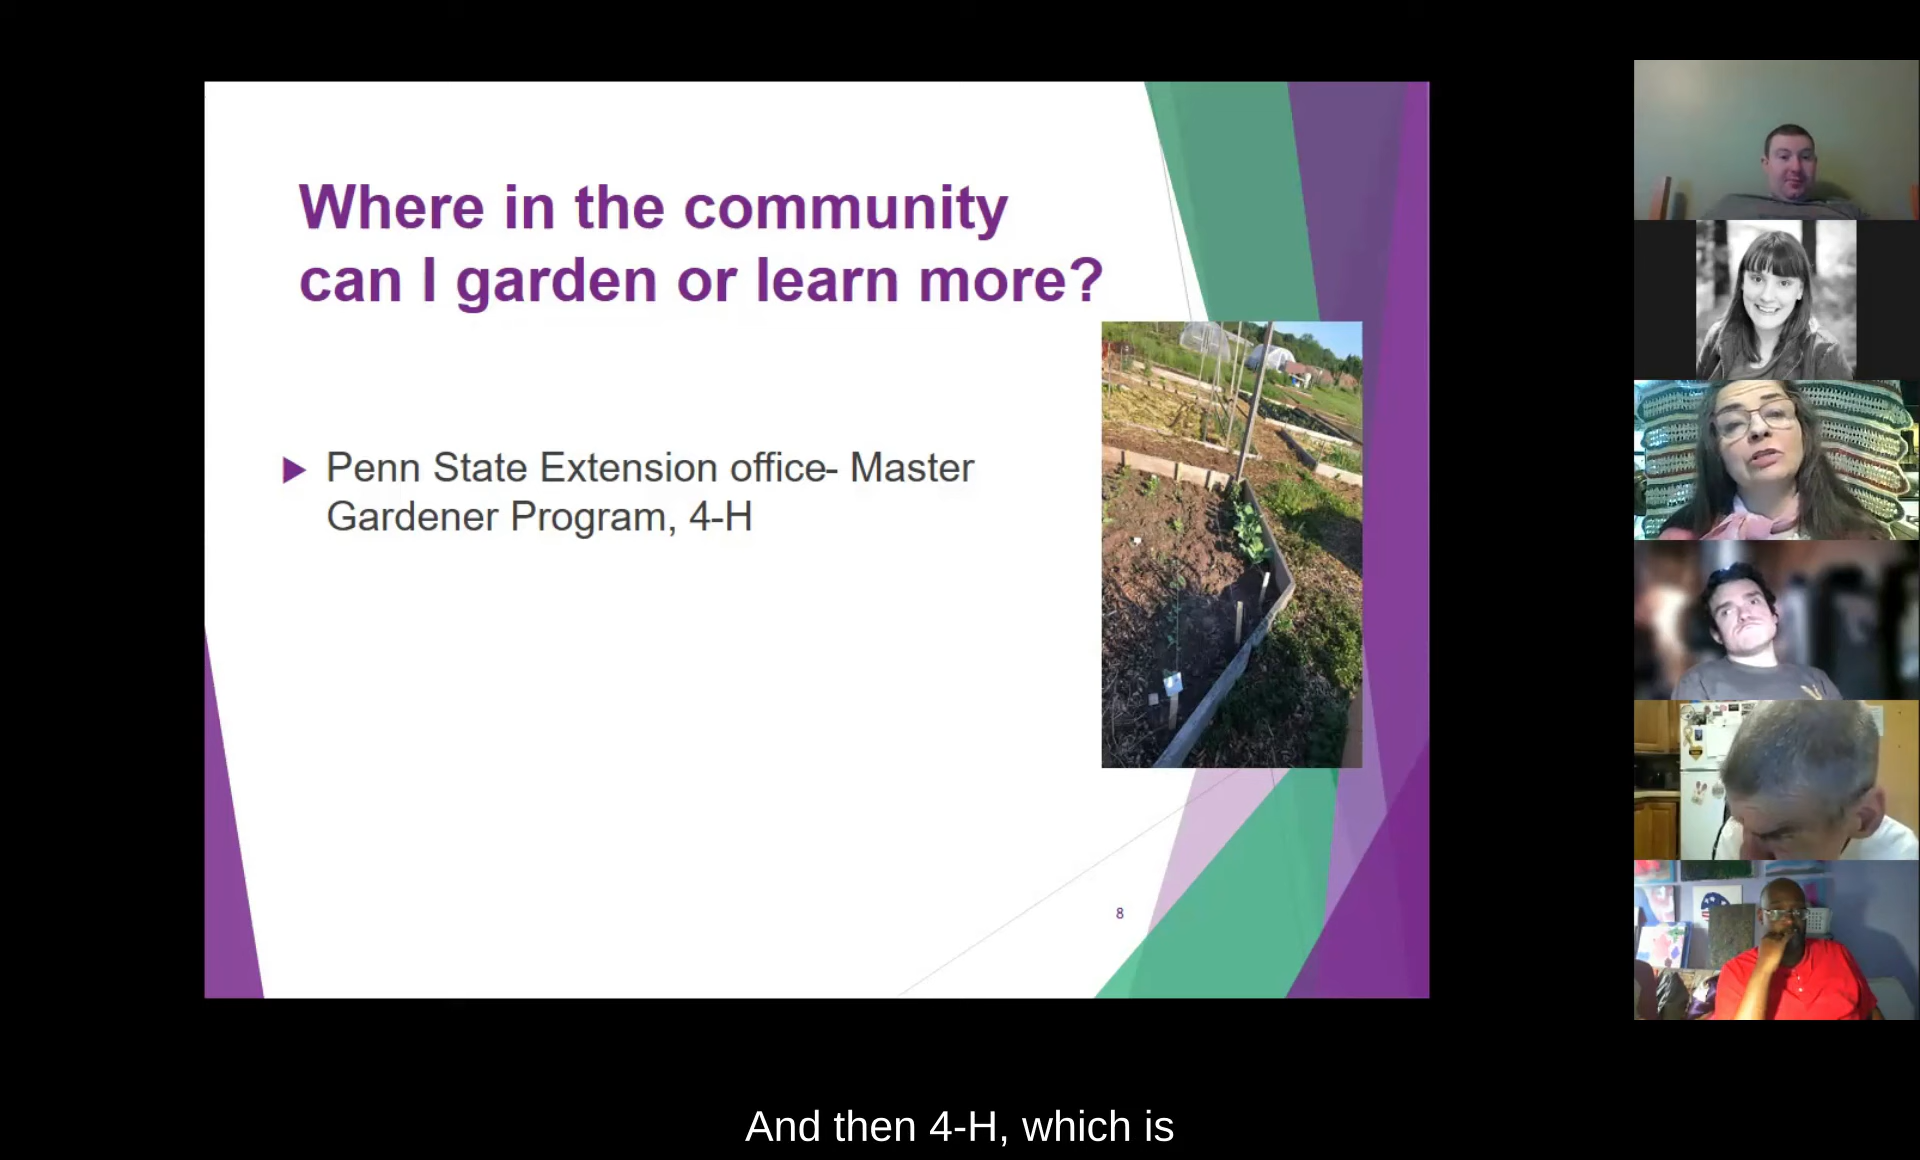 Where in the community
can I garden or learn more?
Penn State Extension office- Master
Gardener Program, 4-H
8
And then 4-H, which is